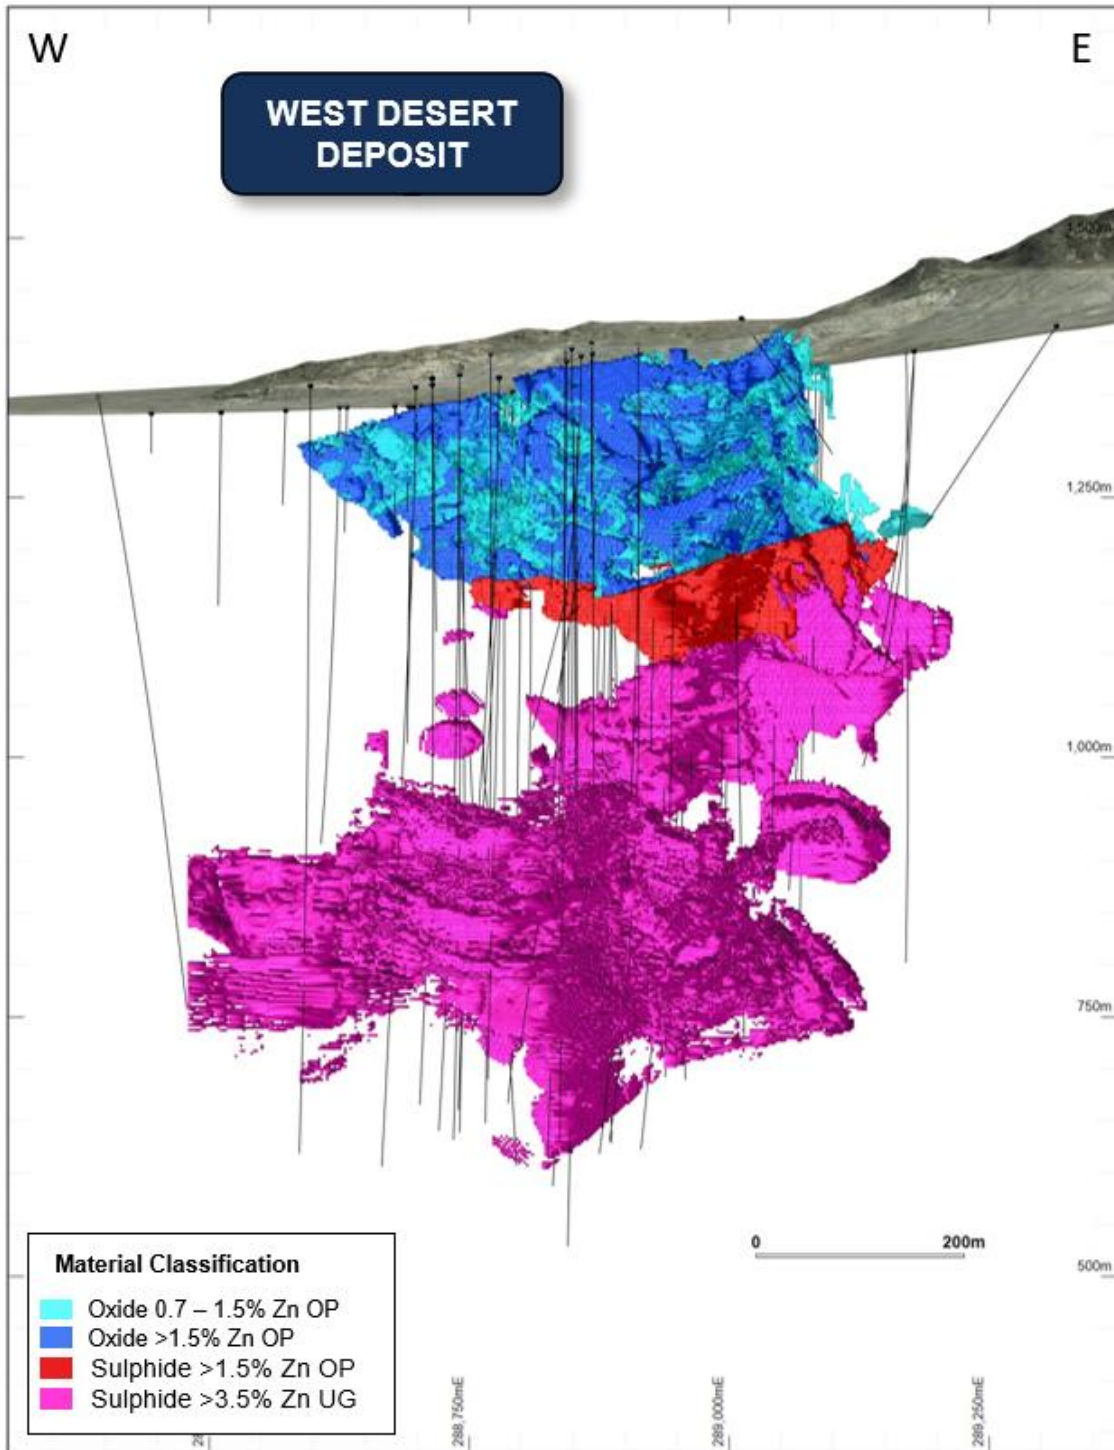 W
E
WEST DESERT
DEPOSIT
1,500m
1,250m
1,000m
750m
0
200m
500m
Material Classification
Oxide 0.7 – 1.5% Zn OP
Oxide >1.5% Zn OP
Sulphide >1.5% Zn OP
Sulphide >3.5% Zn UG
288,750mE
289,000mE
289,250mE